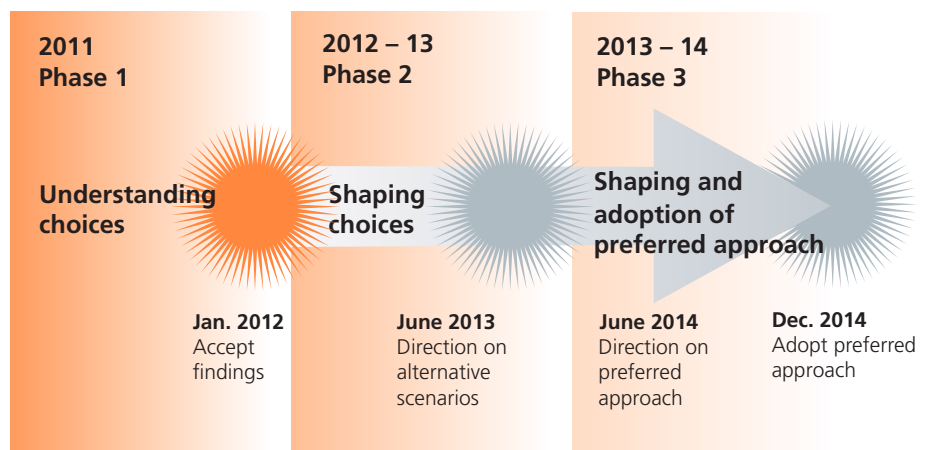 2011
Phase 1
Understanding
choices
Jan. 2012
Accept
findings
2012 – 13
Phase 2
Shaping
choices
June 2013
Direction on
alternative
scenarios
2013 – 14
Phase 3
Shaping and
adoption of
preferred approach
June 2014
Direction on
preferred
approach
Dec. 2014
Adopt preferred
approach